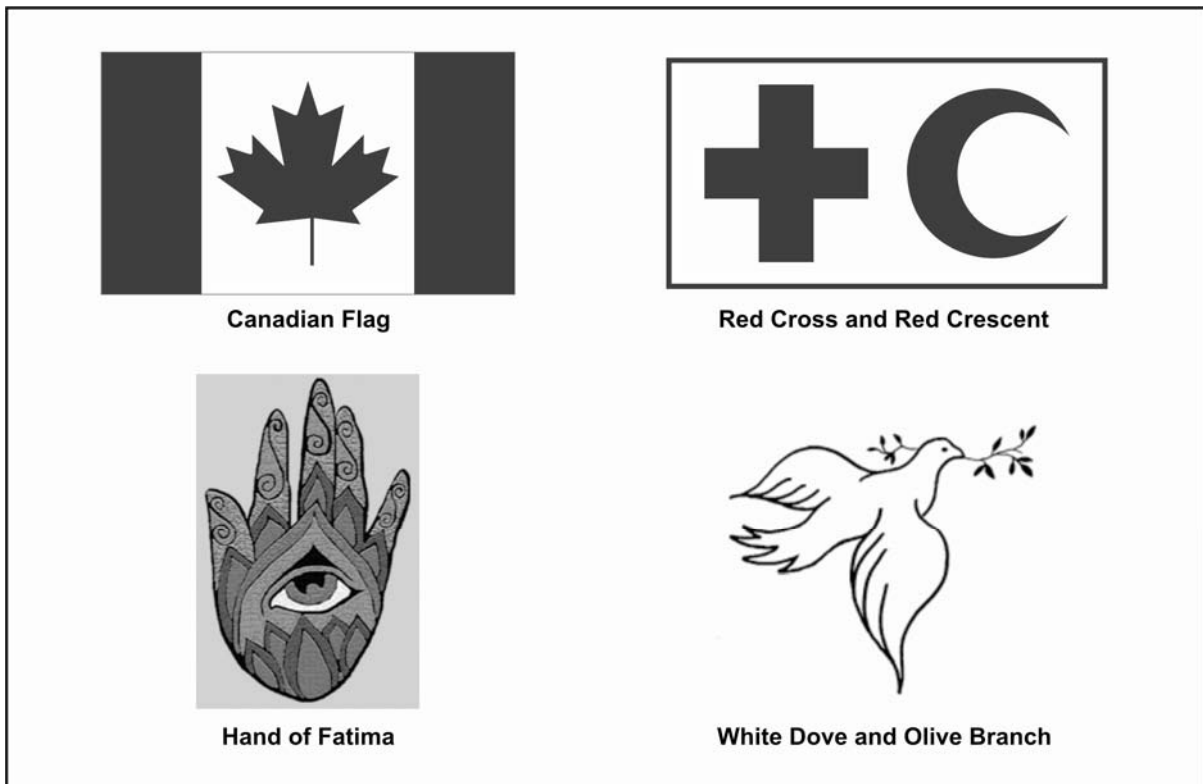 Canadian Flag
Red Cross and Red Crescent
Hand of Fatima
White Dove and Olive Branch